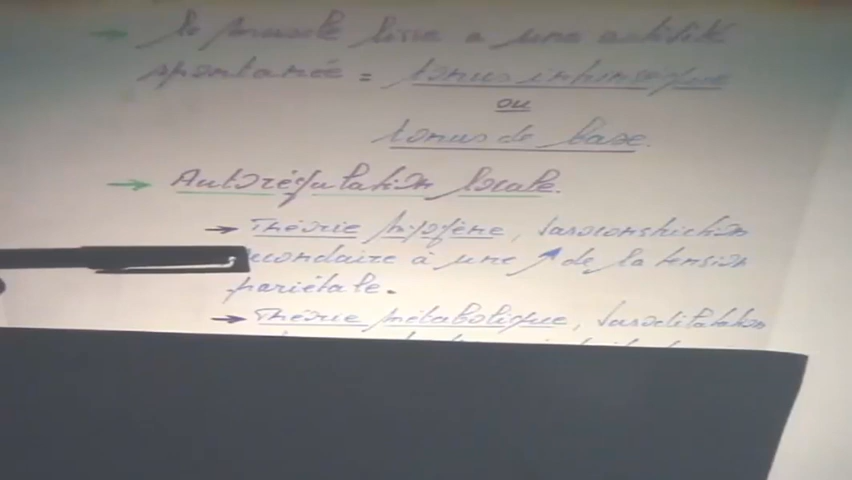 → le muscle lisse a une activité
spontanée = tonus intrinsèque
ou
tonus de base.
→ Autorégulation locale.
→ Théorie myogène, vasoconstriction
secondaire à une ↗ de la tension
pariétale.
→ Théorie métabolique, vasodilatation